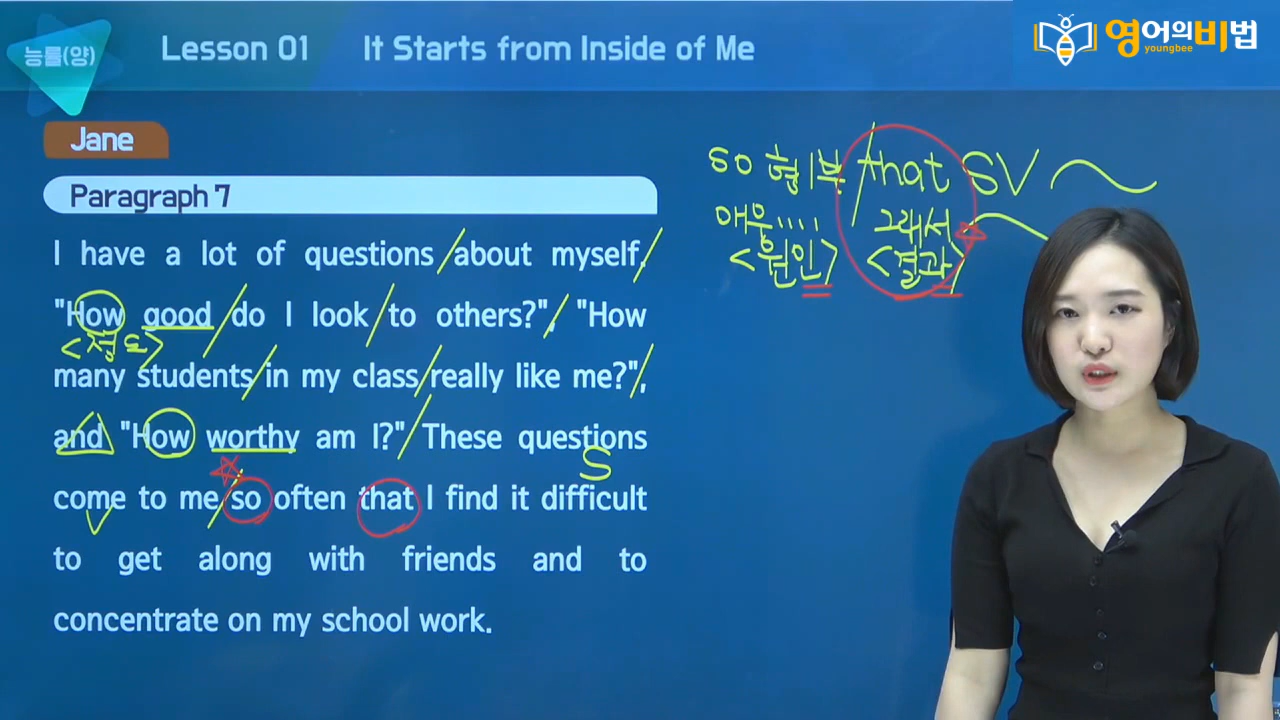 능률(양)
Lesson 01 It Starts from Inside of Me
영어의비법
youngbee
Jane
Paragraph 7
I have a lot of questions about myself,
"How good do I look to others?", "How
<정도>
many students in my class really like me?",
and "How worthy am I?" These questions
S
come to me so often that I find it difficult
V
to get along with friends and to
concentrate on my school work.
so 형/부 that SV
매우.... 그래서
<원인> <결과>